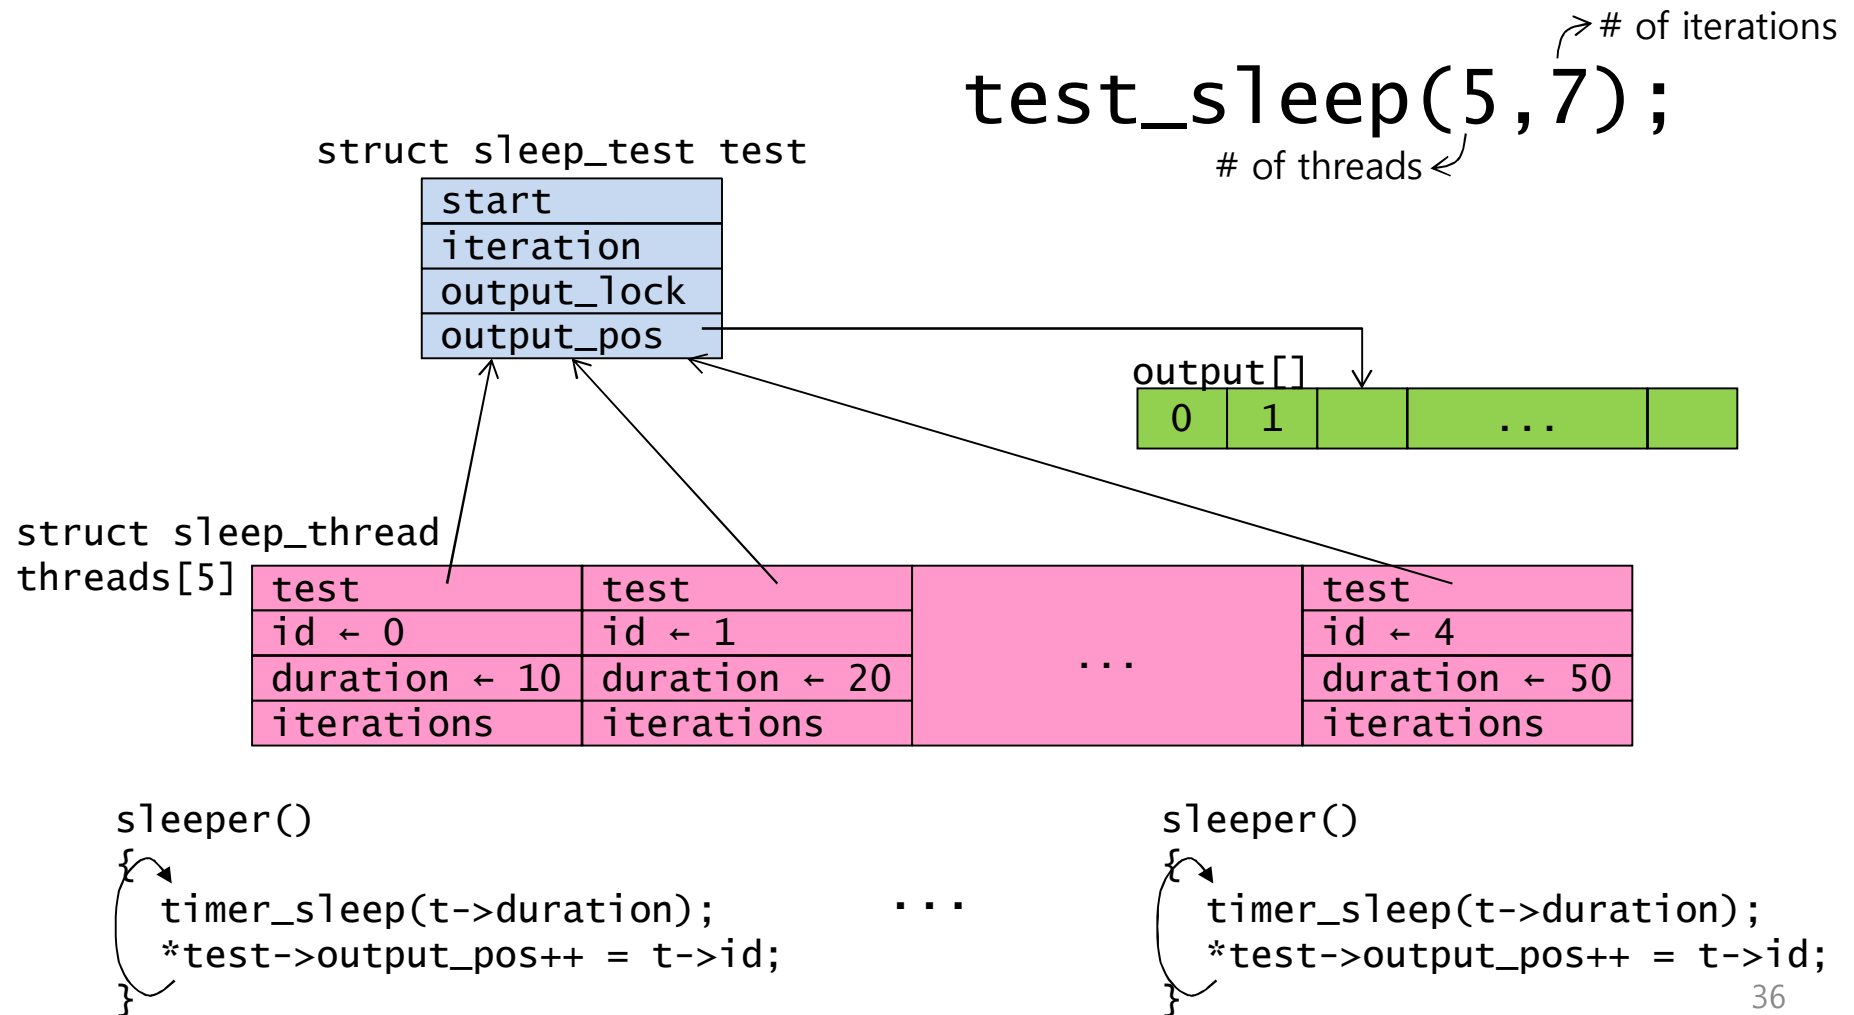 # of iterations
test_sleep(5,7);
# of threads
struct sleep_test test
start
iteration
output_lock
output_pos
output[]
0 1 ...
struct sleep_thread
threads[5]
test test test
id ← 0 id ← 1 id ← 4
duration ← 10 duration ← 20 ... duration ← 50
iterations iterations iterations
sleeper()
{
timer_sleep(t->duration);
*test->output_pos++ = t->id;
}
...
sleeper()
{
timer_sleep(t->duration);
*test->output_pos++ = t->id;
}
36